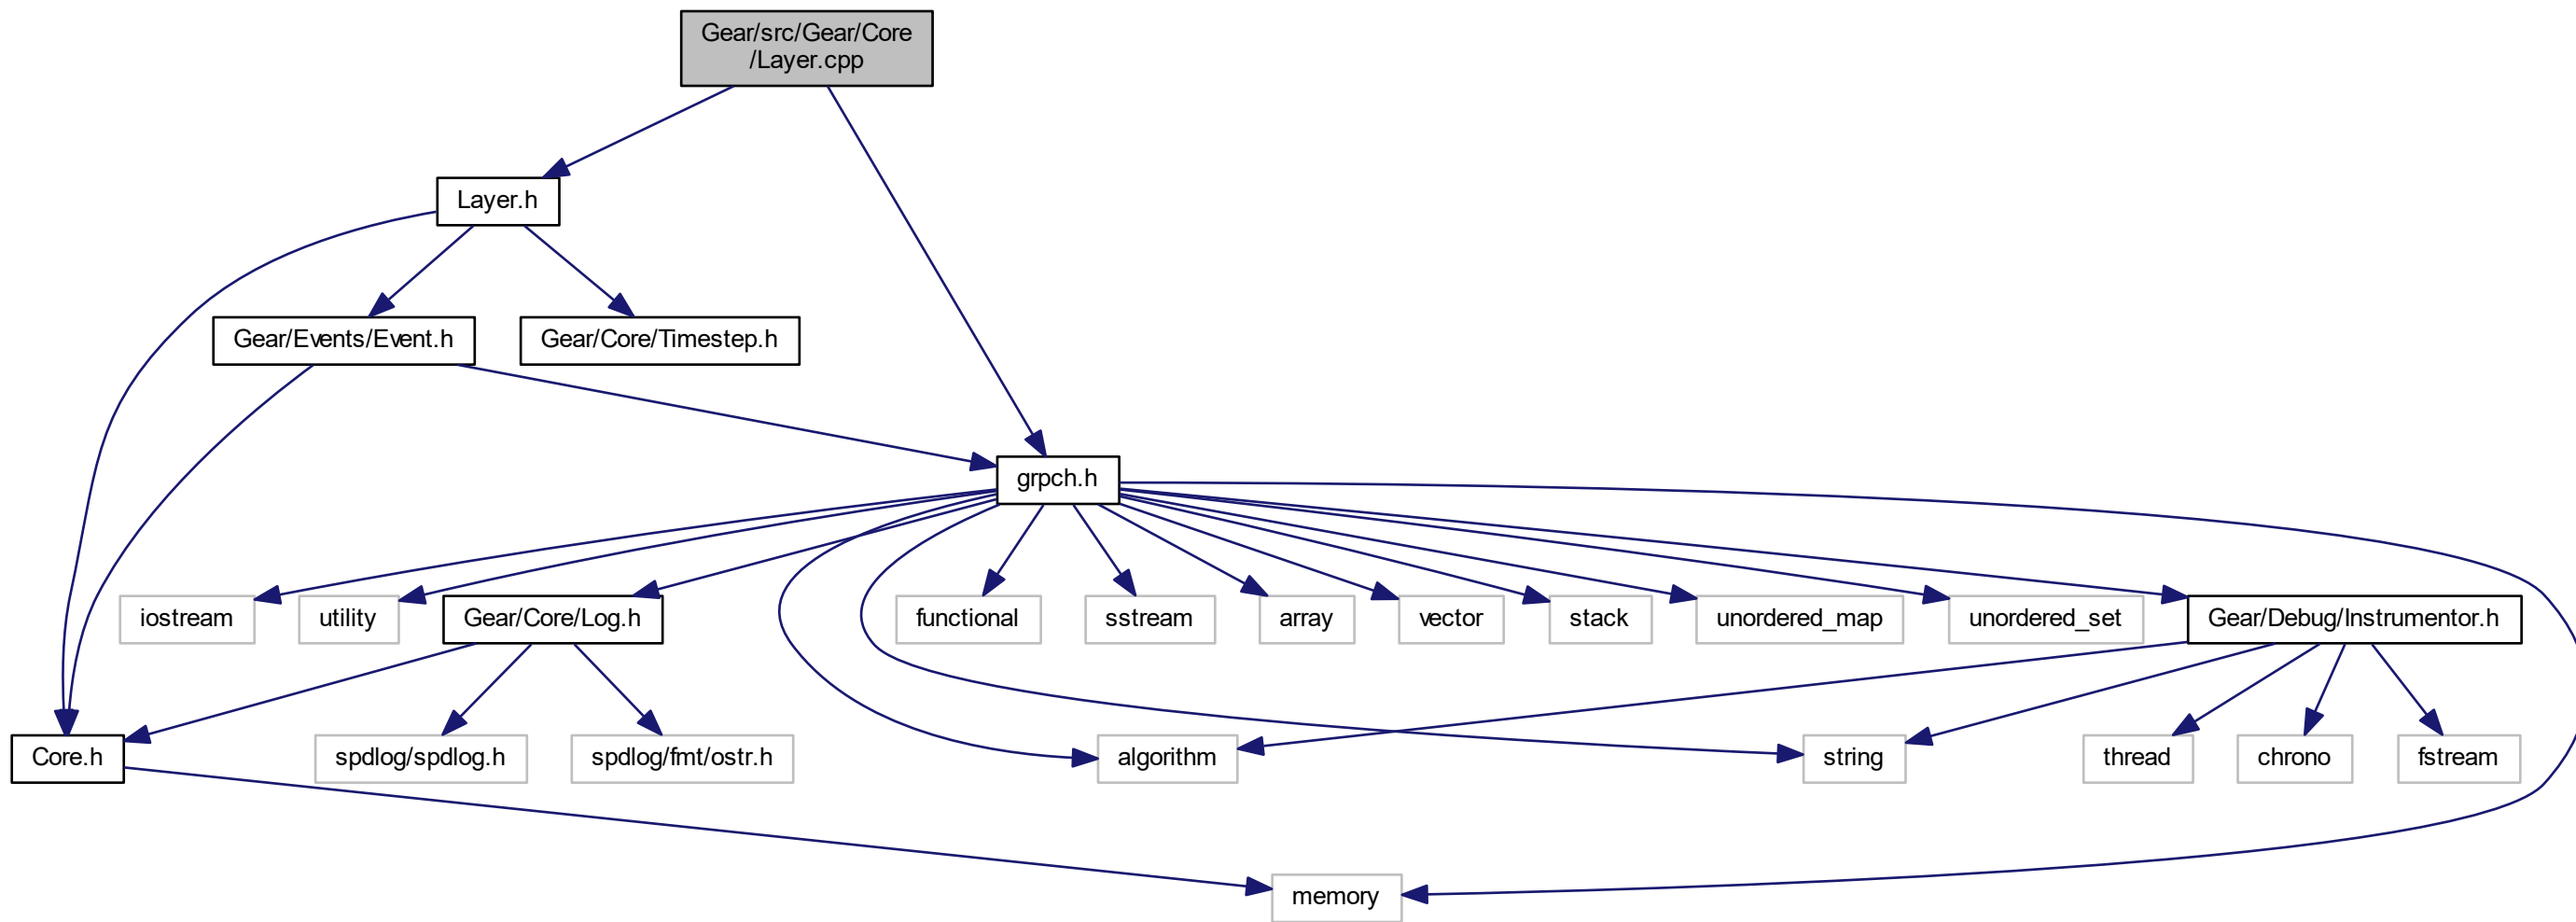 Gear/src/Gear/Core
/Layer.cpp
Layer.h
Gear/Events/Event.h
Gear/Core/Timestep.h
grpch.h
iostream
utility
Gear/Core/Log.h
functional
sstream
array
vector
stack
unordered_map
unordered_set
Gear/Debug/Instrumentor.h
Core.h
spdlog/spdlog.h
spdlog/fmt/ostr.h
algorithm
string
thread
chrono
fstream
memory